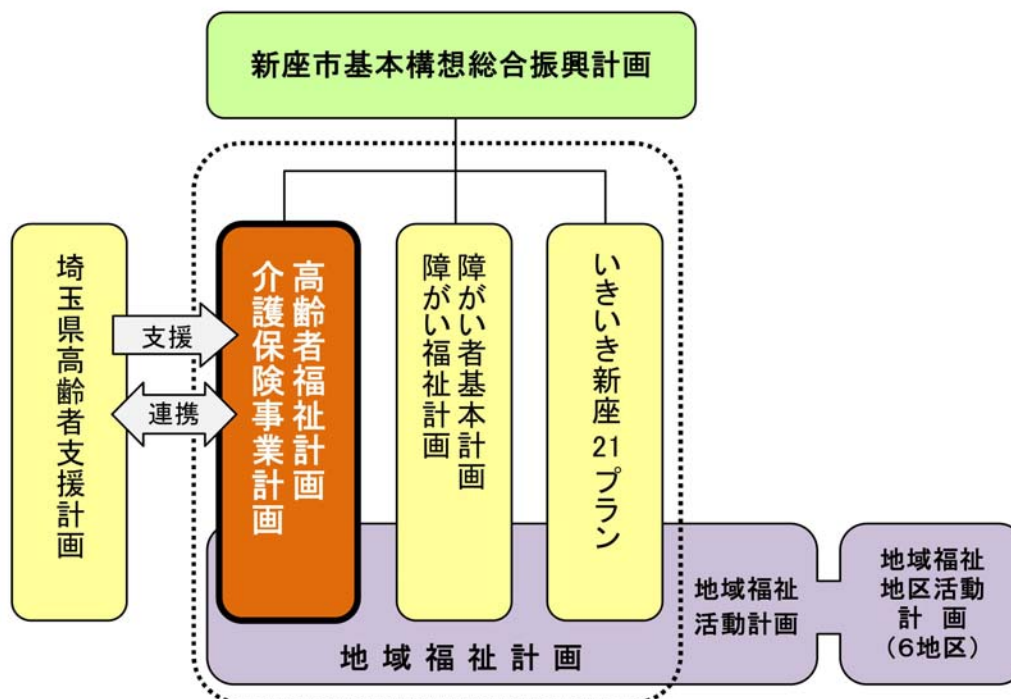 新座市基本構想総合振興計画
埼玉県高齢者支援計画
支援
連携
高齢者福祉計画
介護保険事業計画
障がい者基本計画
障がい福祉計画
いきいき新座21プラン
地域福祉計画
地域福祉
活動計画
地域福祉
地区活動
計画
(6地区)